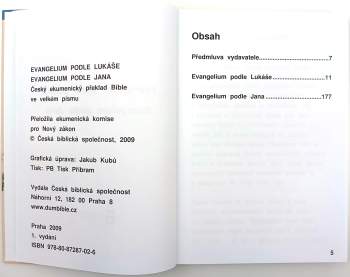 EVANGELIUM PODLE LUKÁŠE
EVANGELIUM PODLE JANA
Český ekumenický překlad Bible
ve velkém písmu
Přeložila ekumenická komise
pro Nový zákon
© Česká biblická společnost, 2009
Grafická úprava: Jakub Kubů
Tisk: PB Tisk Příbram
Vydala Česká biblická společnost
Náhorní 12, 182 00 Praha 8
www.dumbible.cz
Praha 2009
1. vydání
ISBN 978-80-87287-02-6
Obsah
Předmluva vydavatele....................7
Evangelium podle Lukáše....................11
Evangelium podle Jana....................177
5